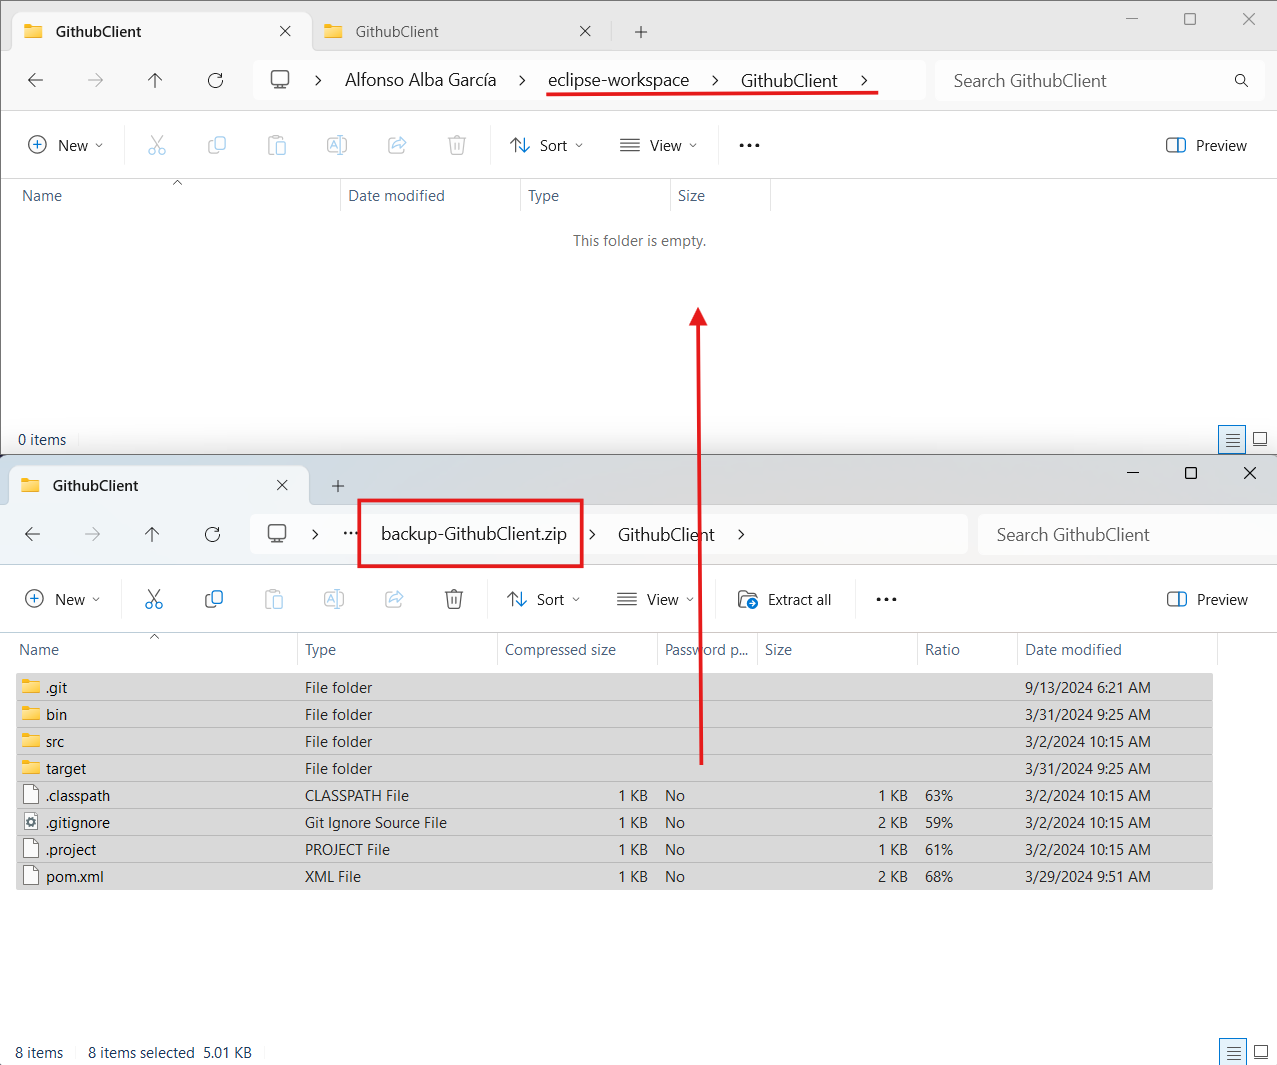 GithubClient
GithubClient
Alfonso Alba García > eclipse-workspace > GithubClient >
Search GithubClient
New
Sort
View
Preview
Name
Date modified
Type
Size
This folder is empty.
0 items
GithubClient
... backup-GithubClient.zip > GithubClient >
Search GithubClient
New
Sort
View
Extract all
Preview
Name Type Compressed size Password p... Size Ratio Date modified
.git File folder 9/13/2024 6:21 AM
bin File folder 3/31/2024 9:25 AM
src File folder 3/2/2024 10:15 AM
target File folder 3/31/2024 9:25 AM
.classpath CLASSPATH File 1 KB No 1 KB 63% 3/2/2024 10:15 AM
.gitignore Git Ignore Source File 1 KB No 2 KB 59% 3/2/2024 10:15 AM
.project PROJECT File 1 KB No 1 KB 61% 3/2/2024 10:15 AM
pom.xml XML File 1 KB No 2 KB 68% 3/29/2024 9:51 AM
8 items 8 items selected 5.01 KB